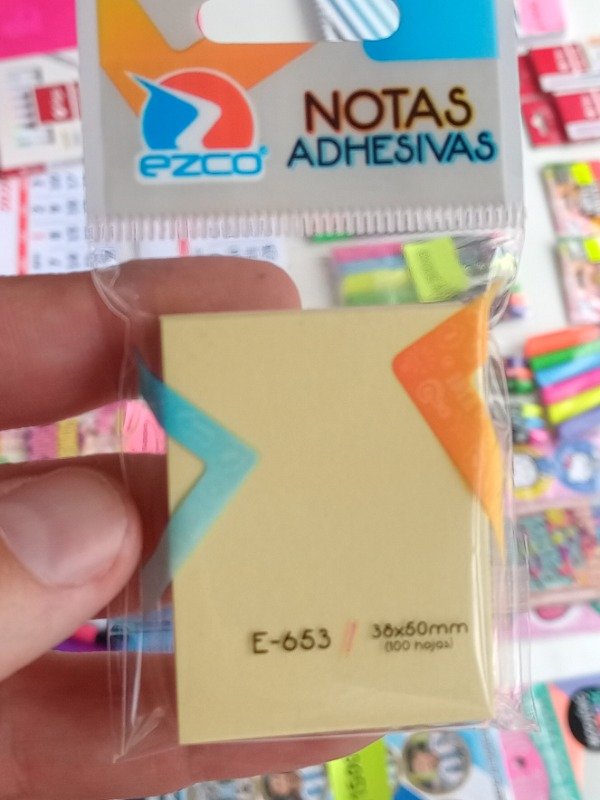 ezco
NOTAS
ADHESIVAS
E-653 // 38x50mm
(100 hojas)